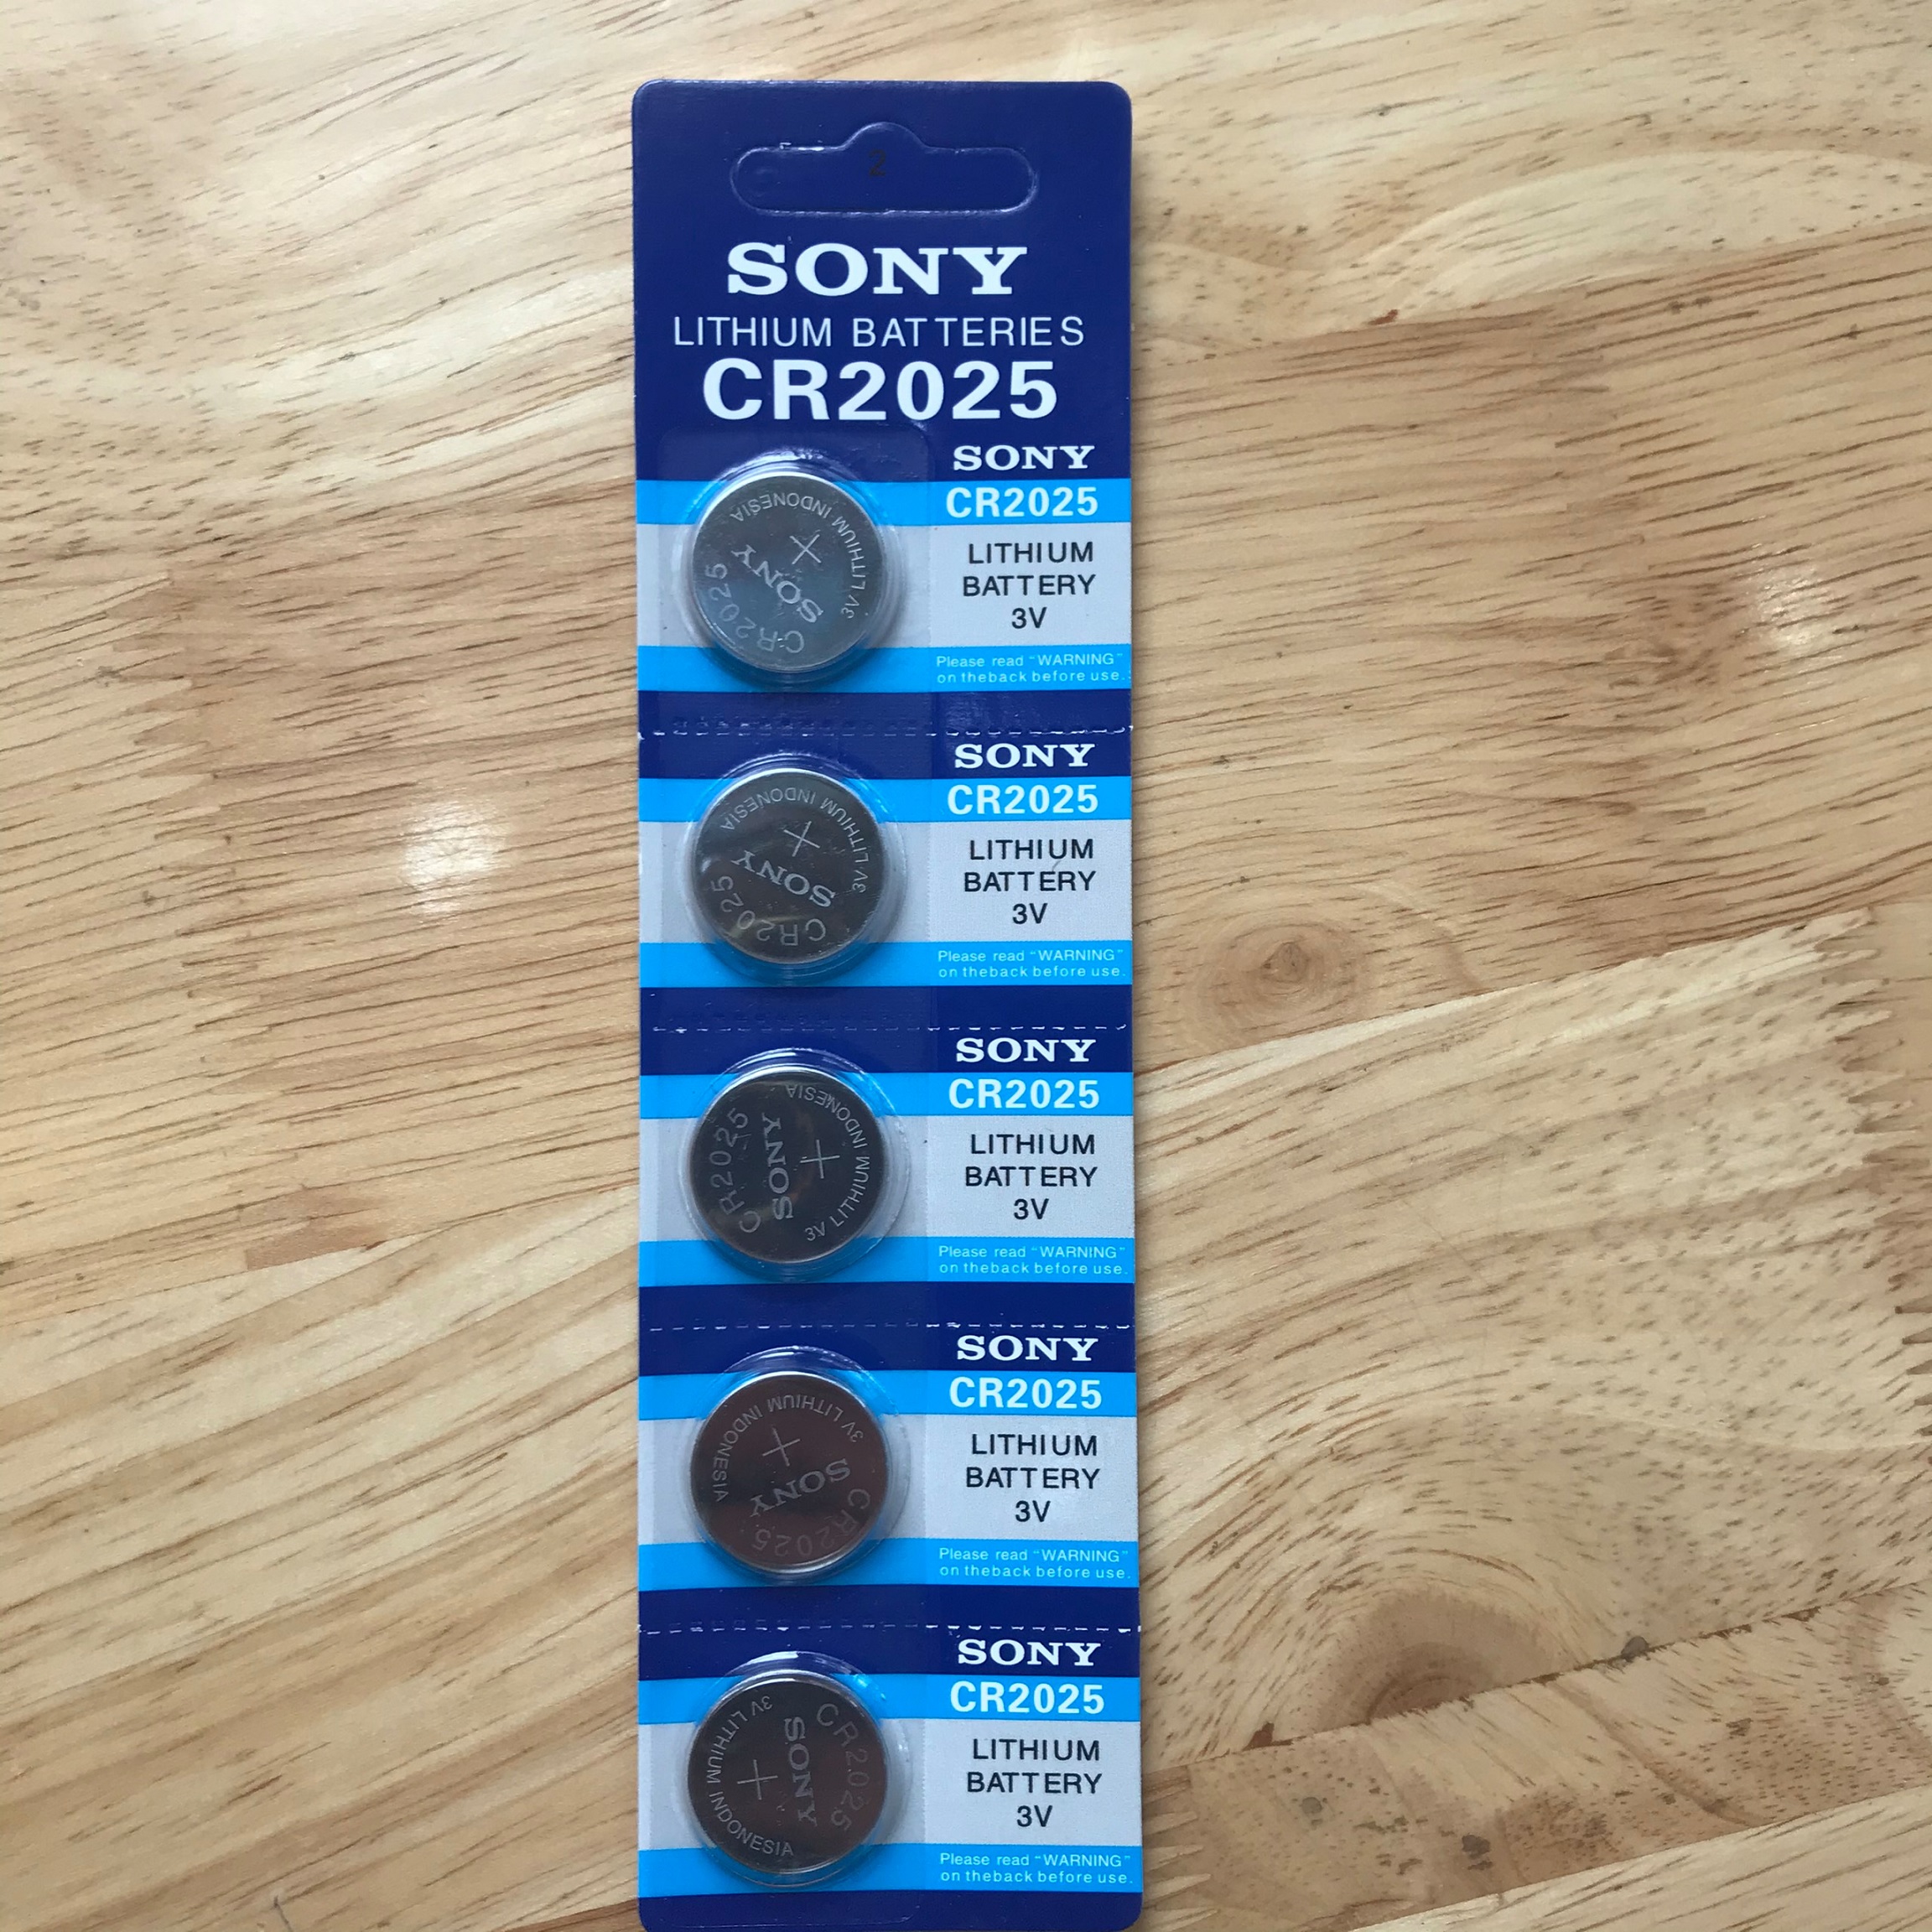 2
SONY
LITHIUM BATTERIES
CR2025
SONY
CR2025
LITHIUM
BATTERY
3V
Please read "WARNING"
on theback before use.
3V LITHIUM INDONESIA
SONY
CR2025
SONY
CR2025
LITHIUM
BATTERY
3V
Please read "WARNING"
on theback before use.
3V LITHIUM INDONESIA
SONY
CR2025
SONY
CR2025
LITHIUM
BATTERY
3V
Please read "WARNING"
on theback before use.
3V LITHIUM INDONESIA
SONY
CR2025
SONY
CR2025
LITHIUM
BATTERY
3V
Please read "WARNING"
on theback before use.
3V LITHIUM INDONESIA
SONY
CR2025
SONY
CR2025
LITHIUM
BATTERY
3V
Please read "WARNING"
on theback before use.
3V LITHIUM INDONESIA
SONY
CR2025